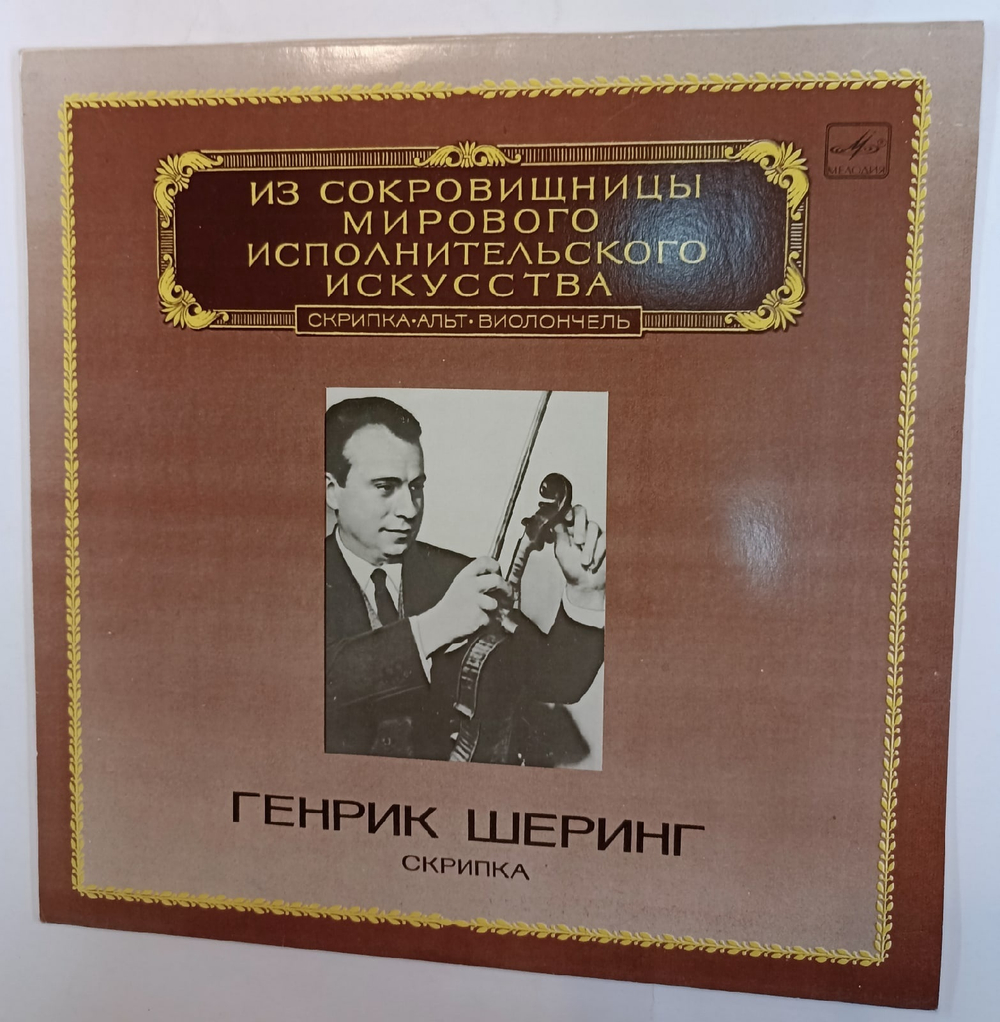 МЕЛОДИЯ
ИЗ СОКРОВИЩНИЦЫ
МИРОВОГО
ИСПОЛНИТЕЛЬСКОГО
ИСКУССТВА
СКРИПКА·АЛЬТ·ВИОЛОНЧЕЛЬ
ГЕНРИК ШЕРИНГ
СКРИПКА